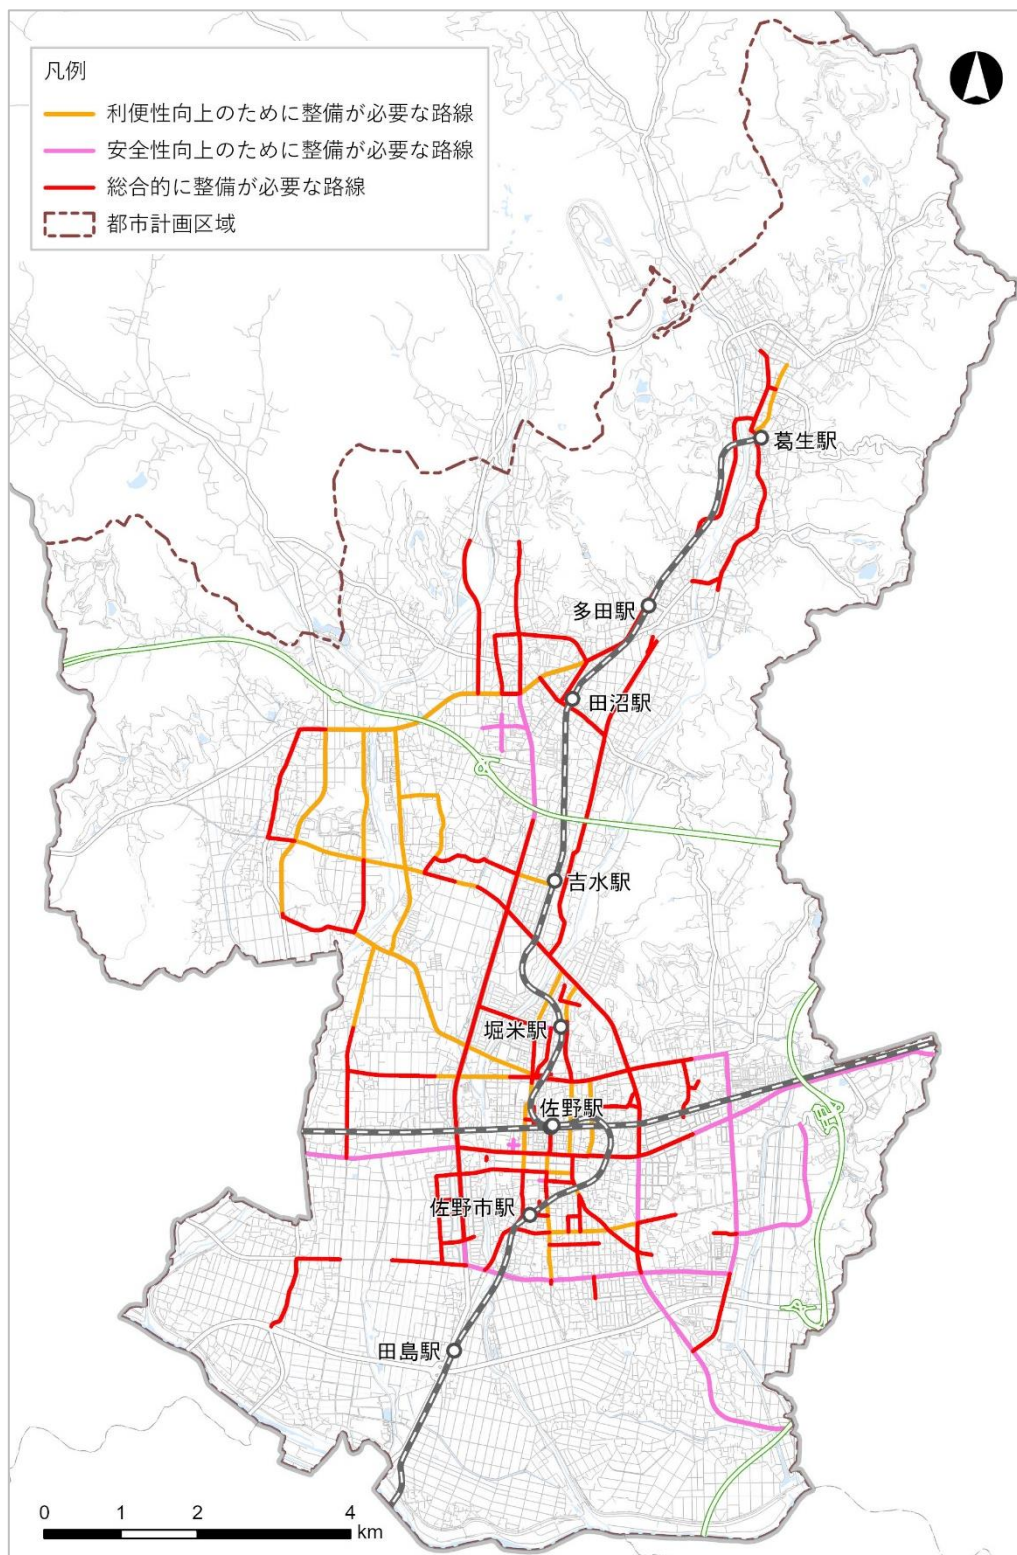 凡例
利便性向上のために整備が必要な路線
安全性向上のために整備が必要な路線
総合的に整備が必要な路線
都市計画区域
葛生駅
多田駅
田沼駅
吉水駅
堀米駅
佐野駅
佐野市駅
田島駅
0 1 2 4
km